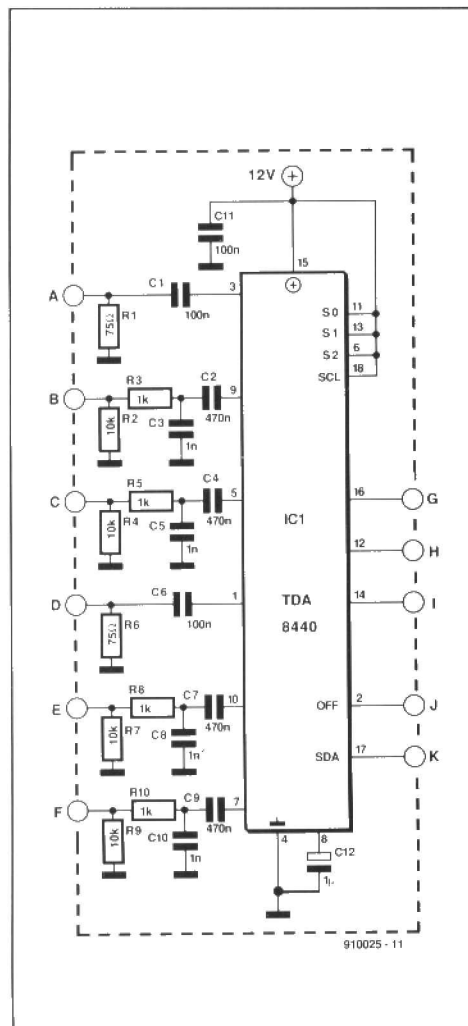 12V
C11
100n
15
A
C1
3
100n
R1
75Ω
S0
11
S1
13
S2
6
SCL
18
B
R3
1k
C2
9
R2
10k
C3
470n
1n
C
R5
1k
C4
5
R4
10k
C5
470n
1n
G
16
IC1
H
12
TDA
8440
I
14
D
C6
1
100n
R6
75Ω
E
R8
1k
C7
10
R7
10k
C8
470n
1n
OFF
2
J
SDA
17
K
F
R10
1k
C9
7
R9
10k
C10
470n
1n
4
8
C12
910025 - 11